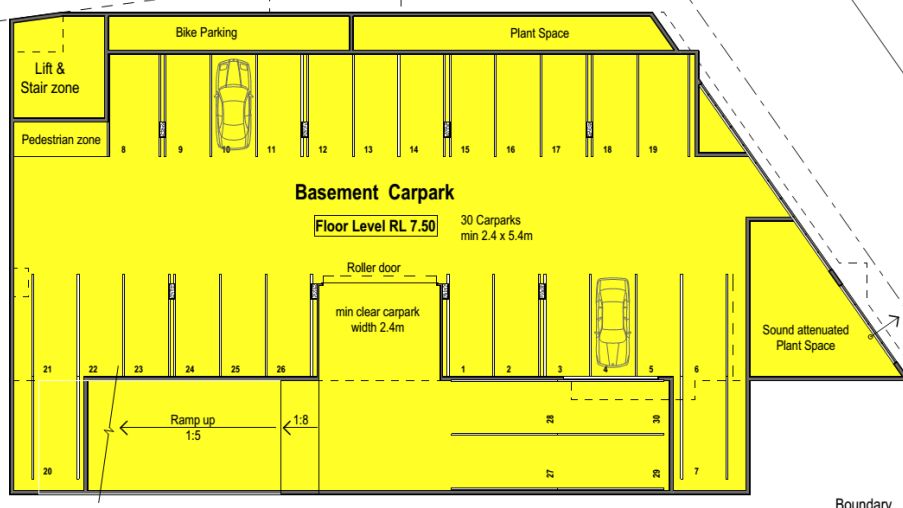 Bike Parking
Plant Space
Lift &
Stair zone
Pedestrian zone
8
9
10
11
12
13
14
15
16
17
18
19
Basement Carpark
Floor Level RL 7.50
30 Carparks
min 2.4 x 5.4m
Roller door
min clear carpark
width 2.4m
Sound attenuated
Plant Space
21
22
23
24
25
26
1
2
3
4
5
6
Ramp up
1:5
1:8
28
30
20
27
29
7
Boundary